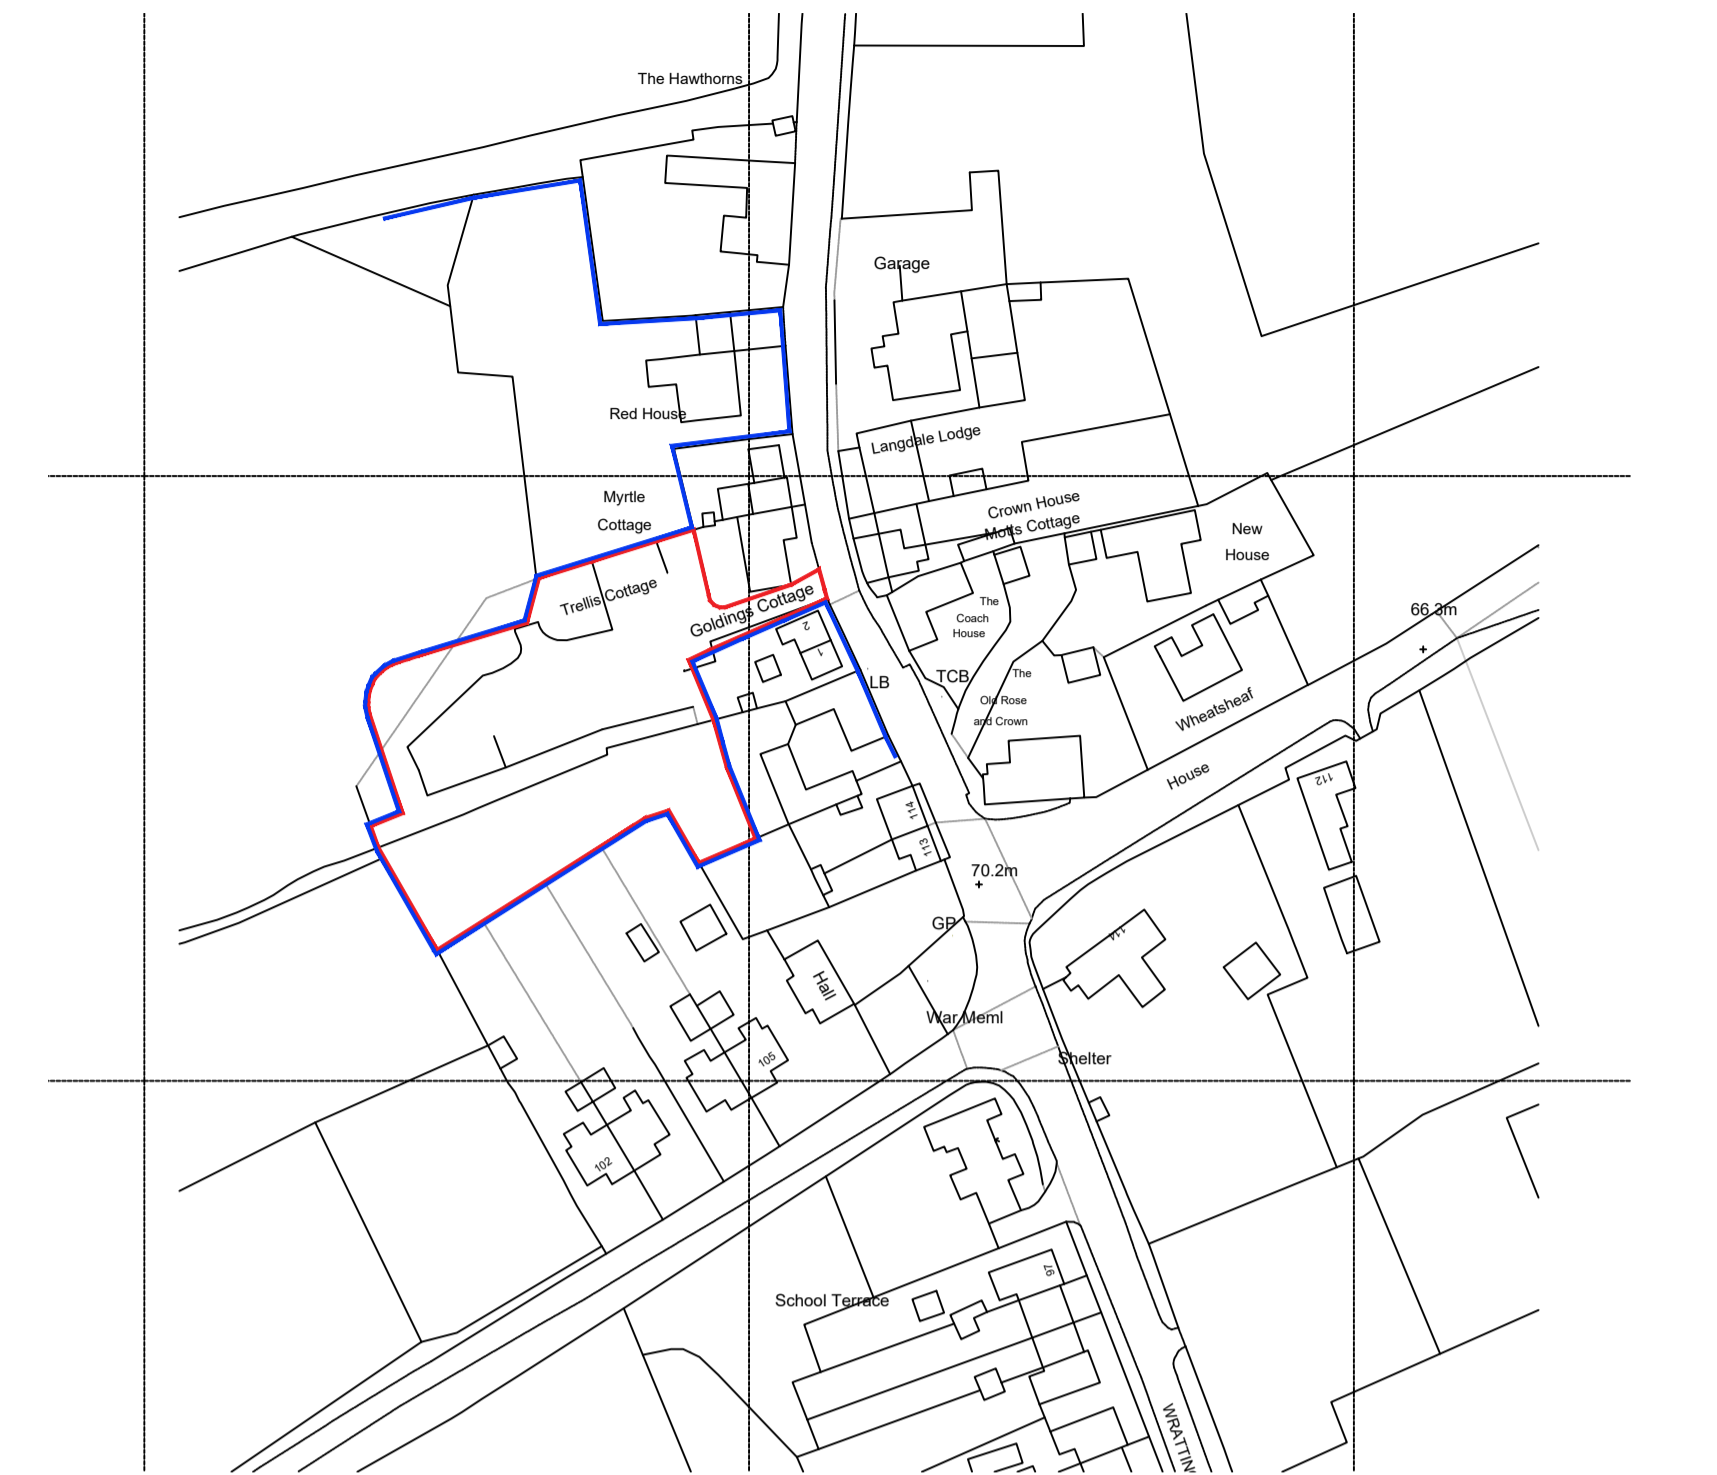 The Hawthorns
Garage
Red House
Langdale Lodge
Myrtle
Cottage
Crown House
Motts Cottage
New
House
Trellis Cottage
Goldings Cottage
The
Coach
House
66.3m
2
1
LB
TCB
The
Old Rose
and Crown
Wheatsheaf
House
112
114
113
70.2m
GP
114
Hall
War Meml
Shelter
105
102
97
School Terrace
WRATTING